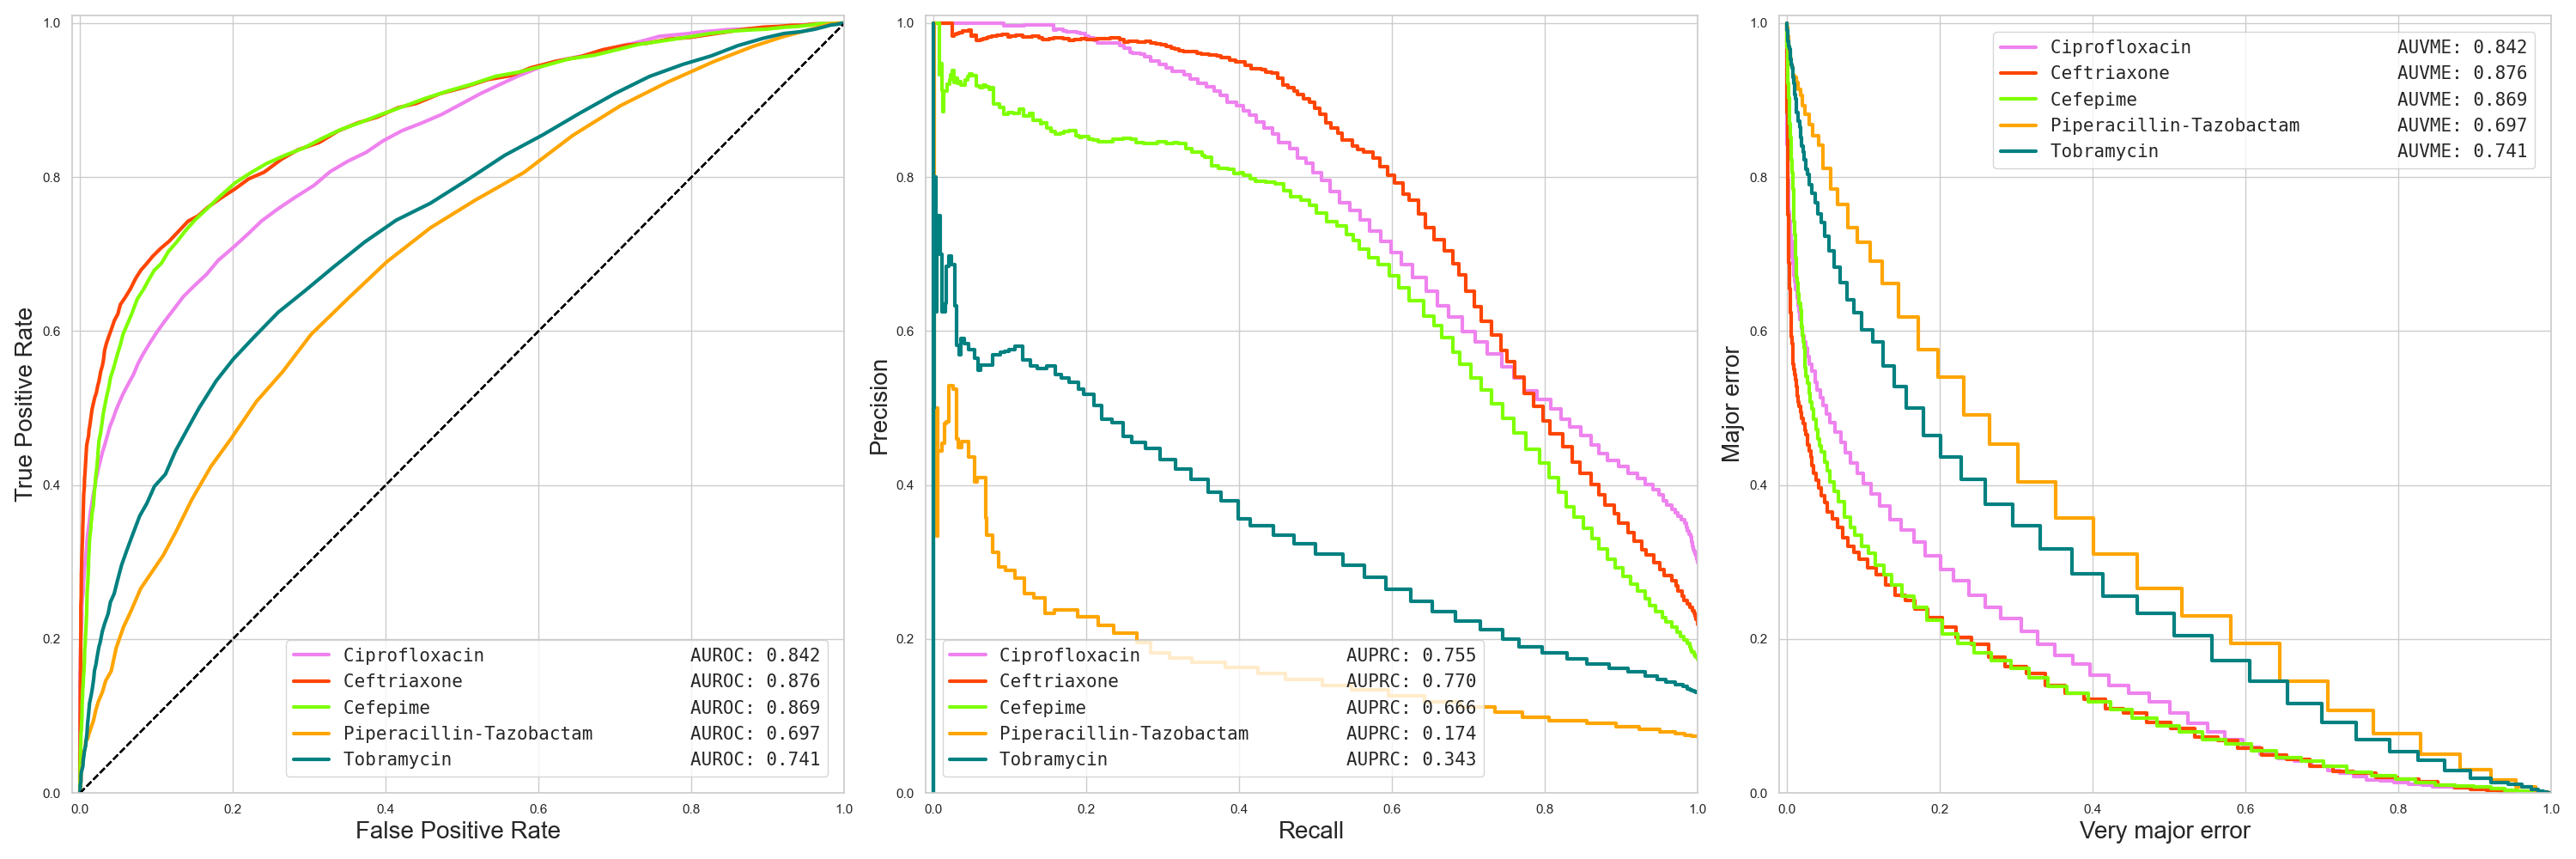 True Positive Rate
1.0
0.8
0.6
0.4
0.2
0.0
Ciprofloxacin AUROC: 0.842
Ceftriaxone AUROC: 0.876
Cefepime AUROC: 0.869
Piperacillin-Tazobactam AUROC: 0.697
Tobramycin AUROC: 0.741
0.0 0.2 0.4 0.6 0.8 1.0
False Positive Rate
Precision
1.0
0.8
0.6
0.4
0.2
0.0
Ciprofloxacin AUPRC: 0.755
Ceftriaxone AUPRC: 0.770
Cefepime AUPRC: 0.666
Piperacillin-Tazobactam AUPRC: 0.174
Tobramycin AUPRC: 0.343
0.0 0.2 0.4 0.6 0.8 1.0
Recall
Major error
1.0
0.8
0.6
0.4
0.2
0.0
Ciprofloxacin AUVME: 0.842
Ceftriaxone AUVME: 0.876
Cefepime AUVME: 0.869
Piperacillin-Tazobactam AUVME: 0.697
Tobramycin AUVME: 0.741
0.0 0.2 0.4 0.6 0.8 1.0
Very major error